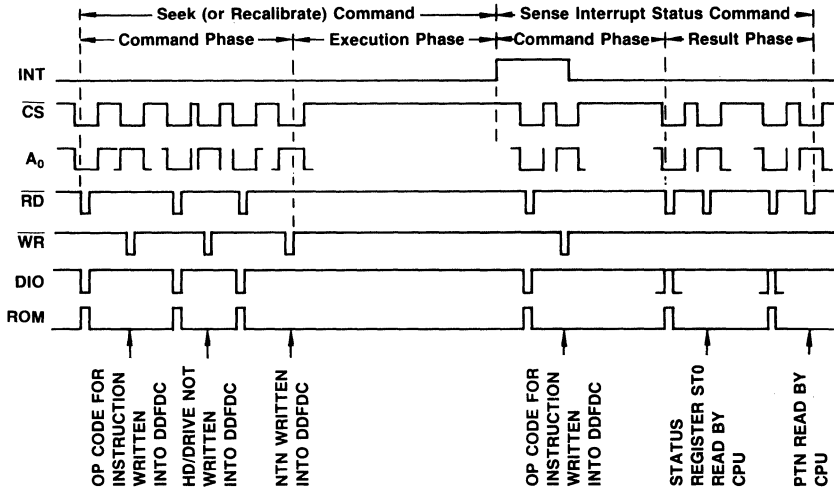 Seek (or Recalibrate) Command
Sense Interrupt Status Command
Command Phase
Execution Phase
Command Phase
Result Phase
INT
CS
A0
RD
WR
DIO
ROM
OP CODE FOR
INSTRUCTION
WRITTEN
INTO DDFDC
HD/DRIVE NOT
WRITTEN
INTO DDFDC
NTN WRITTEN
INTO DDFDC
OP CODE FOR
INSTRUCTION
WRITTEN
INTO DDFDC
STATUS
REGISTER ST0
READ BY
CPU
PTN READ BY
CPU